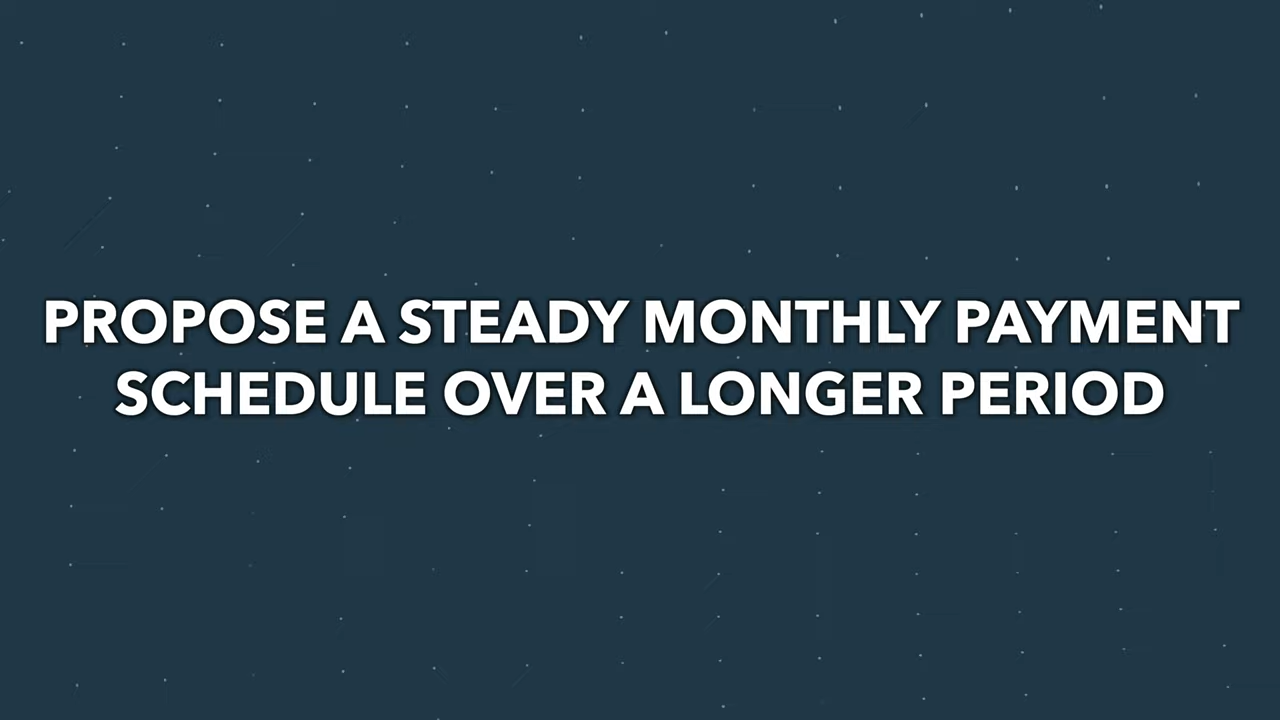 PROPOSE A STEADY MONTHLY PAYMENT
SCHEDULE OVER A LONGER PERIOD